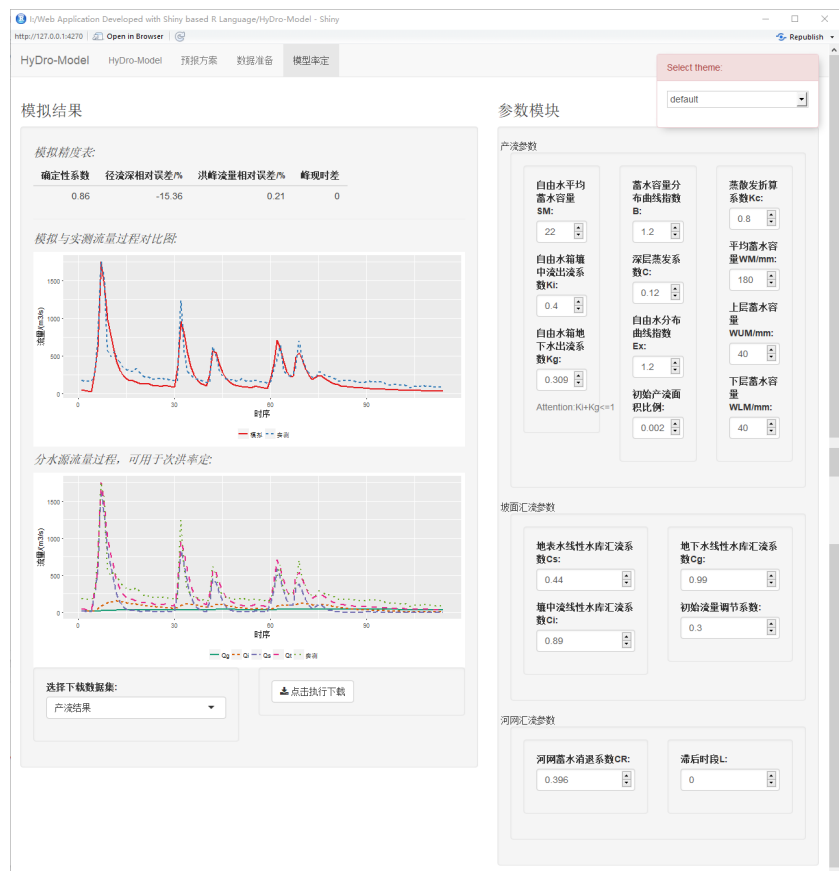 I:/Web Application Developed with Shiny based R Language/HyDro-Model - Shiny
http://127.0.0.1:4270
Open in Browser
Republish
HyDro-Model
HyDro-Model
预报方案
数据准备
模型率定
Select theme:
default
模拟结果
模拟精度表:
确定性系数 径流深相对误差/% 洪峰流量相对误差/% 峰现时差
0.86 -15.36 0.21 0
模拟与实测流量过程对比图:
流量/(m3/s)
1500
1000
500
0
0 30 60 90
时序
模拟 实测
分水源流量过程，可用于次洪率定:
流量/(m3/s)
1500
1000
500
0
0 30 60 90
时序
Qg Qi Qs Qt 实测
选择下载数据集:
产流结果
点击执行下载
参数模块
产流参数
自由水平均
蓄水容量
SM:
22
自由水箱壤
中流出流系
数Ki:
0.4
自由水箱地
下水出流系
数Kg:
0.309
Attention:Ki+Kg<=1
蓄水容量分
布曲线指数
B:
1.2
深层蒸发系
数C:
0.12
自由水分布
曲线指数
Ex:
1.2
初始产流面
积比例:
0.002
蒸散发折算
系数Kc:
0.8
平均蓄水容
量WM/mm:
180
上层蓄水容
量
WUM/mm:
40
下层蓄水容
量
WLM/mm:
40
坡面汇流参数
地表水线性水库汇流系
数Cs:
0.44
壤中流线性水库汇流系
数Ci:
0.89
地下水线性水库汇流系
数Cg:
0.99
初始流量调节系数:
0.3
河网汇流参数
河网蓄水消退系数CR:
0.396
滞后时段L:
0